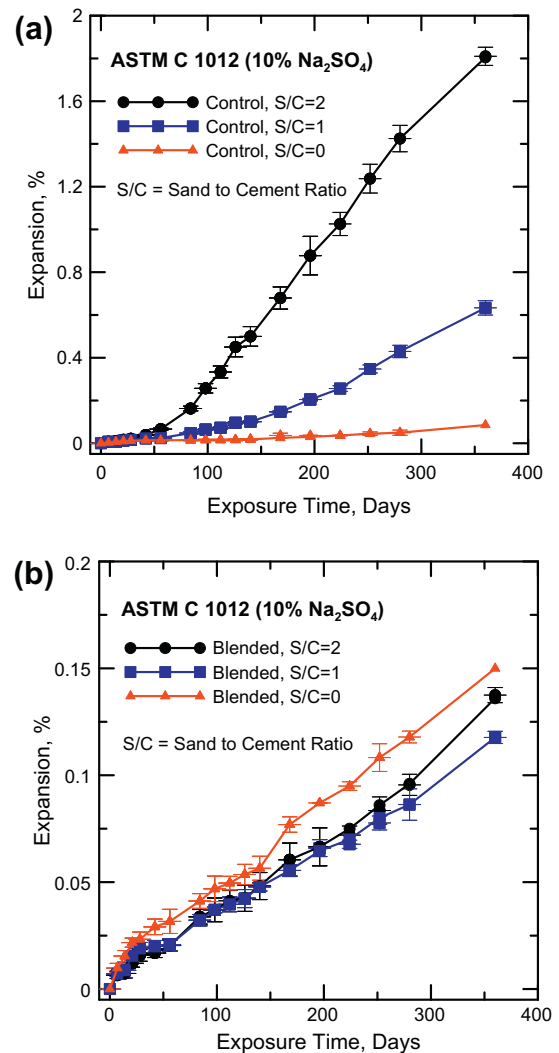 (a)
ASTM C 1012 (10% Na₂SO₄)
Control, S/C=2
Control, S/C=1
Control, S/C=0
S/C = Sand to Cement Ratio
Expansion, %
1.8
1.2
0.6
0.4
0
0
100
200
300
400
Exposure Time, Days
(b)
ASTM C 1012 (10% Na₂SO₄)
Blended, S/C=2
Blended, S/C=1
Blended, S/C=0
S/C = Sand to Cement Ratio
Expansion, %
0.2
0.15
0.1
0.05
0
0
100
200
300
400
Exposure Time, Days